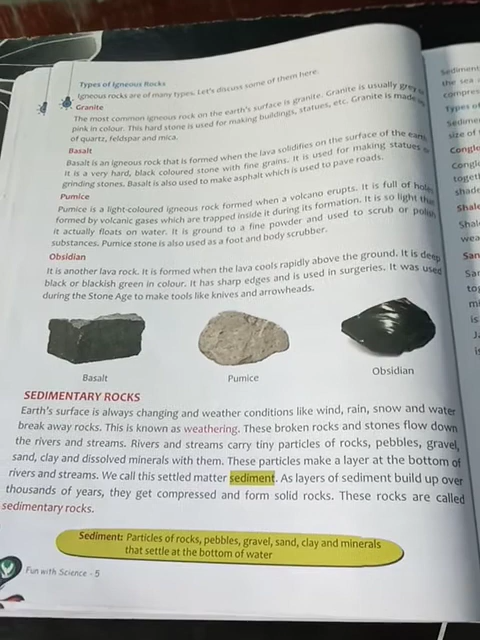 Types of Igneous Rocks
Igneous rocks are of many types. Let's discuss some of them here.
Granite
The most common igneous rock on the earth's surface is granite. Granite is usually grey
pink in colour. This hard stone is used for making buildings, statues, etc. Granite is made
of quartz, feldspar and mica.
Basalt
Basalt is an igneous rock that is formed when the lava solidifies on the surface of the
It is a very hard, black coloured stone with fine grains. It is used for making statues
grinding stones. Basalt is also used to make asphalt which is used to pave roads.
Pumice
Pumice is a light-coloured igneous rock formed when a volcano erupts. It is full of
formed by volcanic gases which are trapped inside it during its formation. It is so light
it actually floats on water. It is ground to a fine powder and used to scrub or
substances. Pumice stone is also used as a foot and body scrubber.
Obsidian
It is another lava rock. It is formed when the lava cools rapidly above the ground. It is deep
black or blackish green in colour. It has sharp edges and is used in surgeries. It was used
during the Stone Age to make tools like knives and arrowheads.
Basalt
Pumice
Obsidian
SEDIMENTARY ROCKS
Earth's surface is always changing and weather conditions like wind, rain, snow and water
break away rocks. This is known as weathering. These broken rocks and stones flow down
the rivers and streams. Rivers and streams carry tiny particles of rocks, pebbles, gravel,
sand, clay and dissolved minerals with them. These particles make a layer at the bottom of
rivers and streams. We call this settled matter sediment. As layers of sediment build up over
thousands of years, they get compressed and form solid rocks. These rocks are called
sedimentary rocks.
Sediment: Particles of rocks, pebbles, gravel, sand, clay and minerals
that settle at the bottom of water
Fun with Science - 5
Sediment
the sea
compres
Types of
Sedime
size of
Congle
Congl
toget
shade
Shale
Shal
wea
San
Sar
to
mi
is